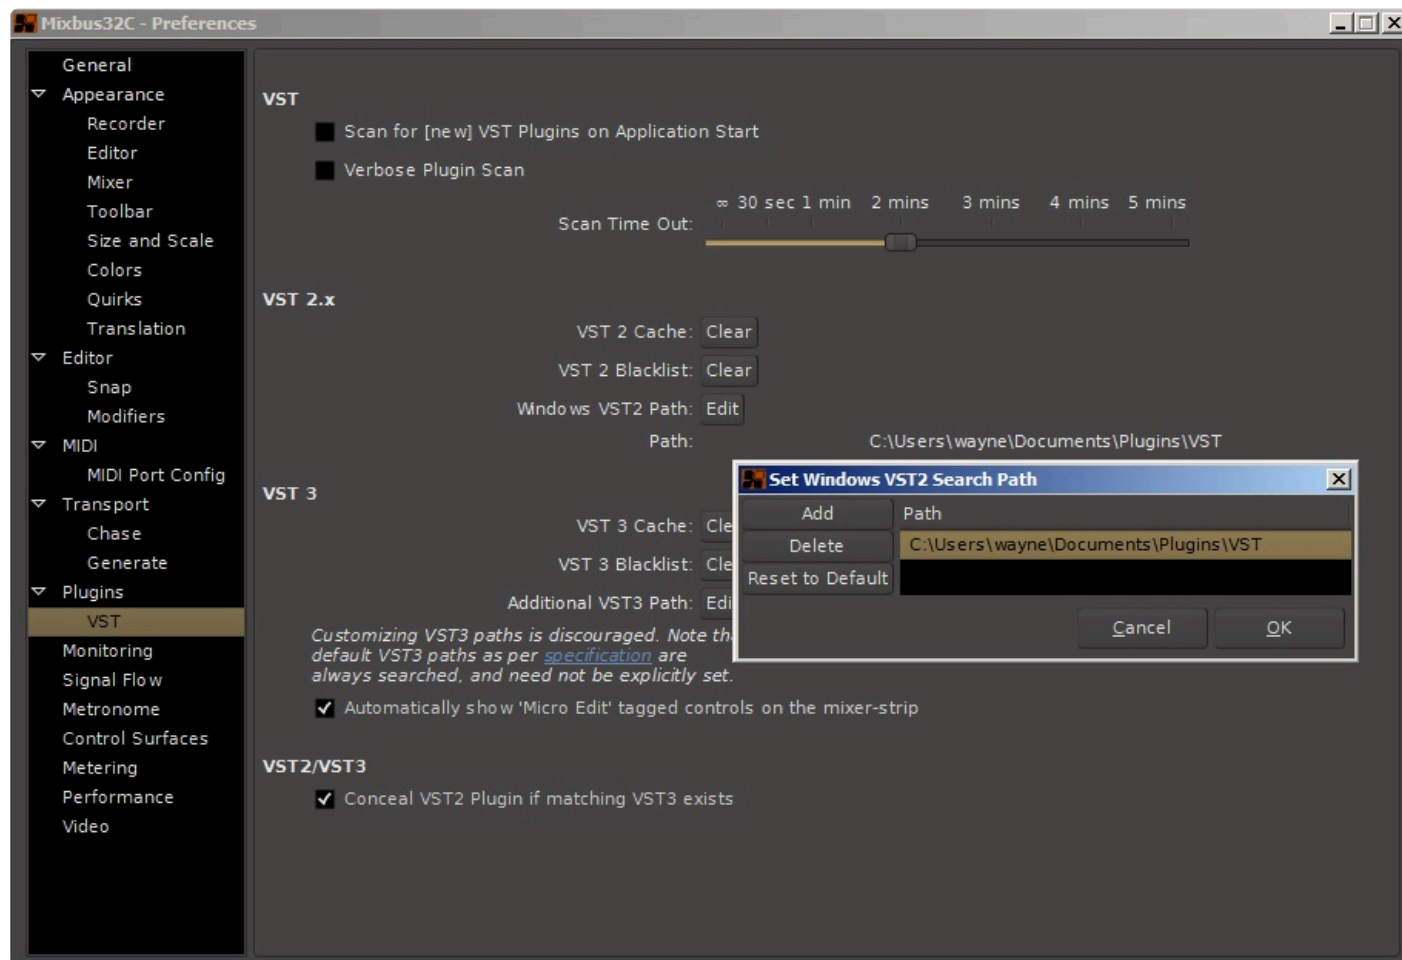 Mixbus32C - Preferences
General
Appearance
Recorder
Editor
Mixer
Toolbar
Size and Scale
Colors
Quirks
Translation
Editor
Snap
Modifiers
MIDI
MIDI Port Config
Transport
Chase
Generate
Plugins
VST
Monitoring
Signal Flow
Metronome
Control Surfaces
Metering
Performance
Video
VST
Scan for [new] VST Plugins on Application Start
Verbose Plugin Scan
∞ 30 sec 1 min 2 mins 3 mins 4 mins 5 mins
Scan Time Out:
VST 2.x
VST 2 Cache: Clear
VST 2 Blacklist: Clear
Windows VST2 Path: Edit
Path: C:\Users\wayne\Documents\Plugins\VST
VST 3
VST 3 Cache: Cle
VST 3 Blacklist: Cle
Additional VST3 Path: Edi
Customizing VST3 paths is discouraged. Note tha
default VST3 paths as per specification are
always searched, and need not be explicitly set.
Automatically show 'Micro Edit' tagged controls on the mixer-strip
VST2/VST3
Conceal VST2 Plugin if matching VST3 exists
Set Windows VST2 Search Path
Add
Delete
Reset to Default
Path
C:\Users\wayne\Documents\Plugins\VST
Cancel OK